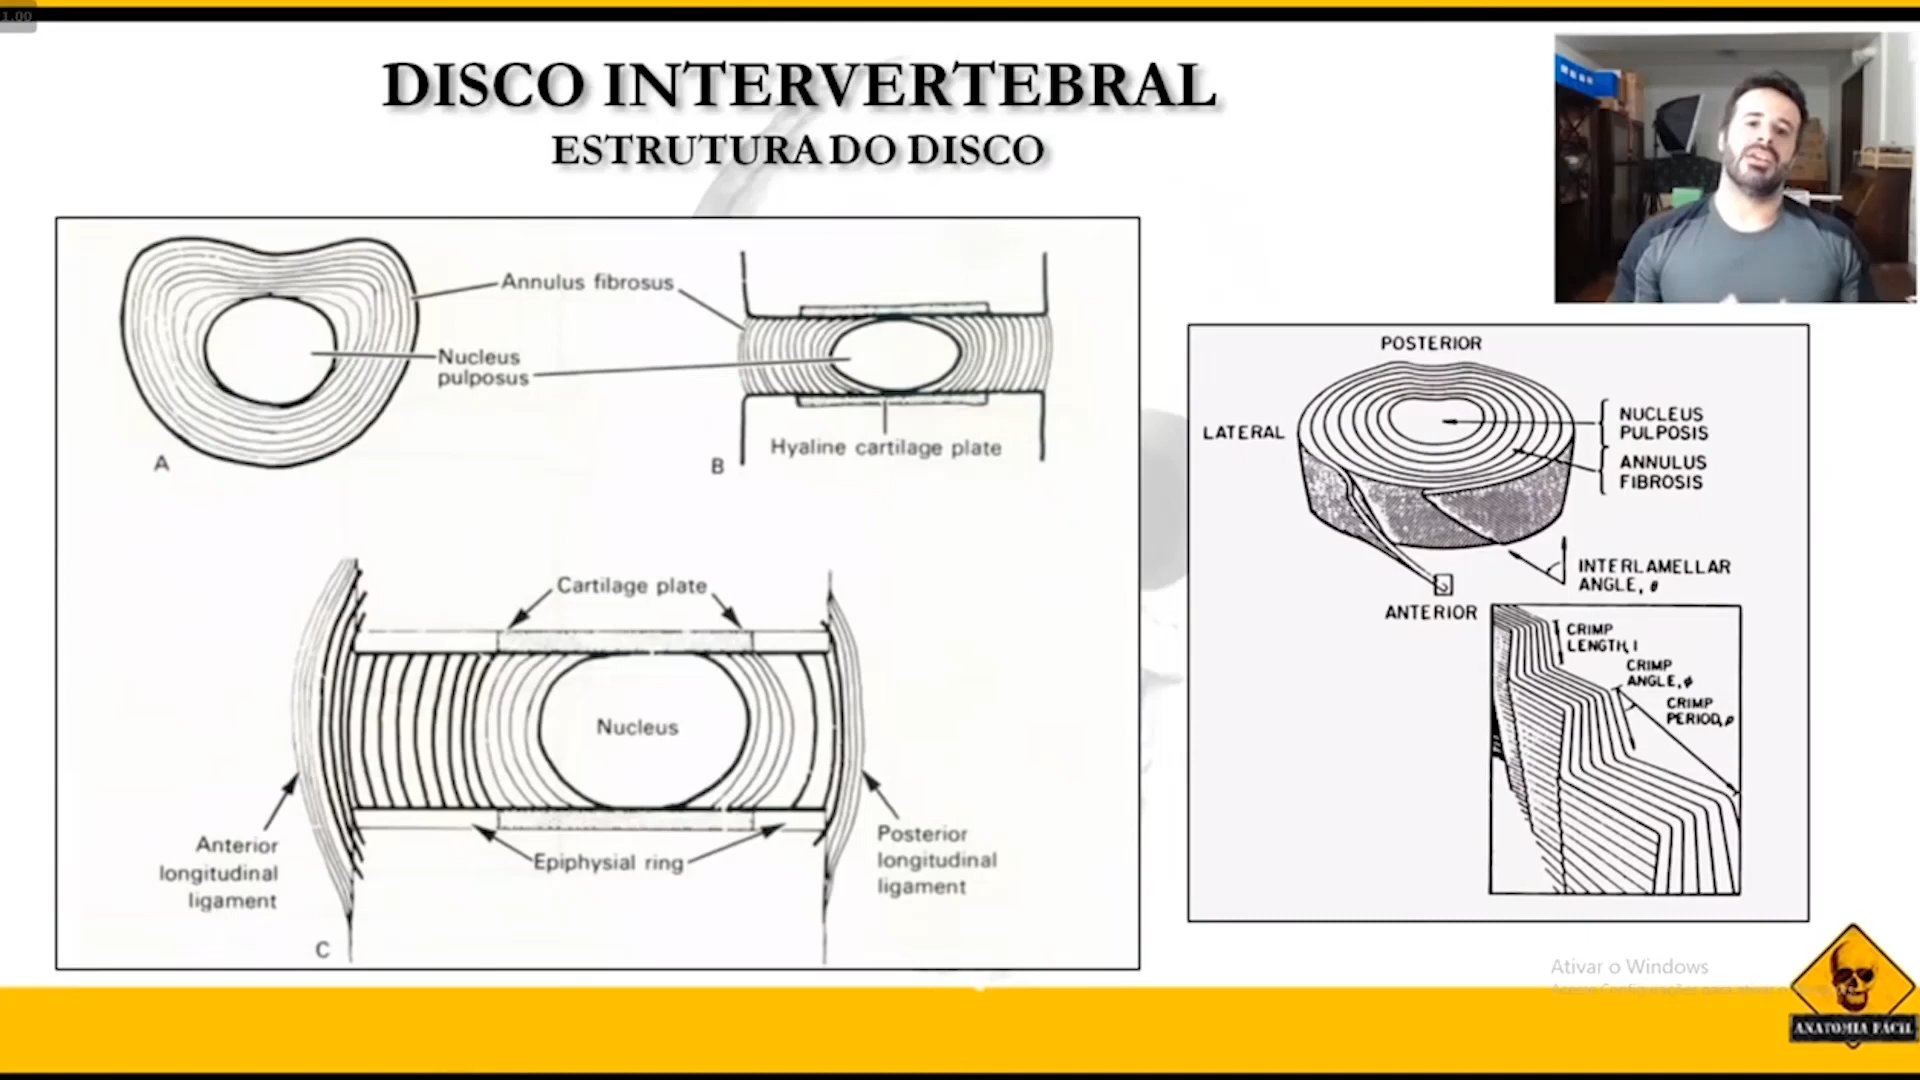 1.00
DISCO INTERVERTEBRAL
ESTRUTURA DO DISCO
Annulus fibrosus
Nucleus
pulposus
Hyaline cartilage plate
A
B
Cartilage plate
Nucleus
Anterior
longitudinal
ligament
Epiphysial ring
Posterior
longitudinal
ligament
C
POSTERIOR
LATERAL
NUCLEUS
PULPOSIS
ANNULUS
FIBROSIS
INTERLAMELLAR
ANGLE, θ
ANTERIOR
CRIMP
LENGTH, l
CRIMP
ANGLE, ϕ
CRIMP
PERIOD, ρ
Ativar o Windows
ANATOMIA FÁCIL